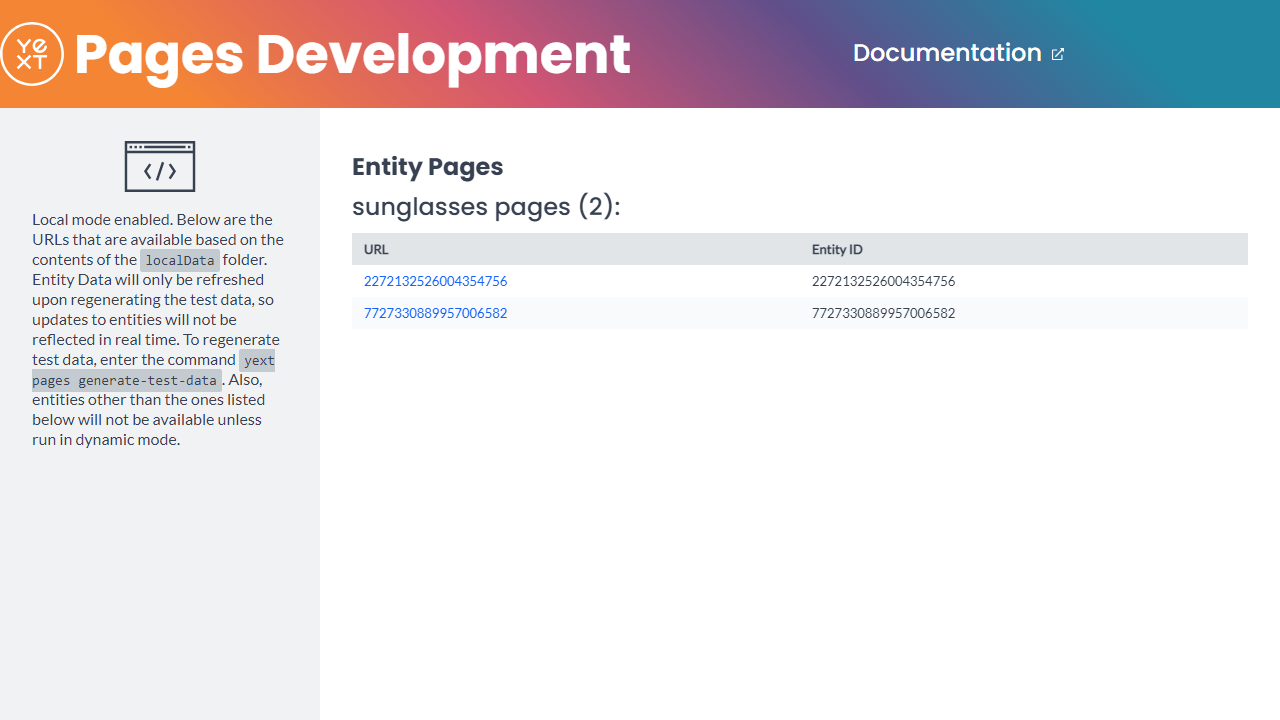 YEXT
Pages Development
Documentation
</>
Local mode enabled. Below are the
URLs that are available based on the
contents of the localData folder.
Entity Data will only be refreshed
upon regenerating the test data, so
updates to entities will not be
reflected in real time. To regenerate
test data, enter the command yext
pages generate-test-data. Also,
entities other than the ones listed
below will not be available unless
run in dynamic mode.
Entity Pages
sunglasses pages (2):
URL Entity ID
2272132526004354756 2272132526004354756
7727330889957006582 7727330889957006582